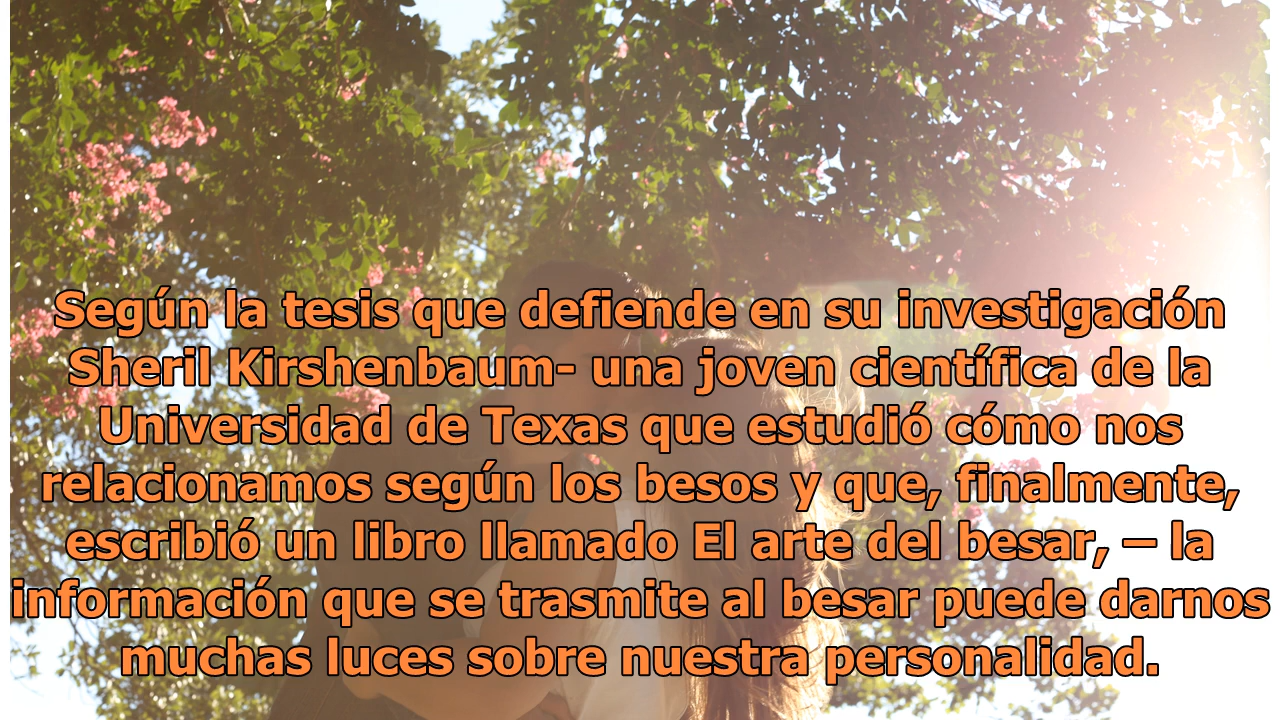 Según la tesis que defiende en su investigación
Sheril Kirshenbaum- una joven científica de la
Universidad de Texas que estudió cómo nos
relacionamos según los besos y que, finalmente,
escribió un libro llamado El arte del besar, – la
información que se trasmite al besar puede darnos
muchas luces sobre nuestra personalidad.